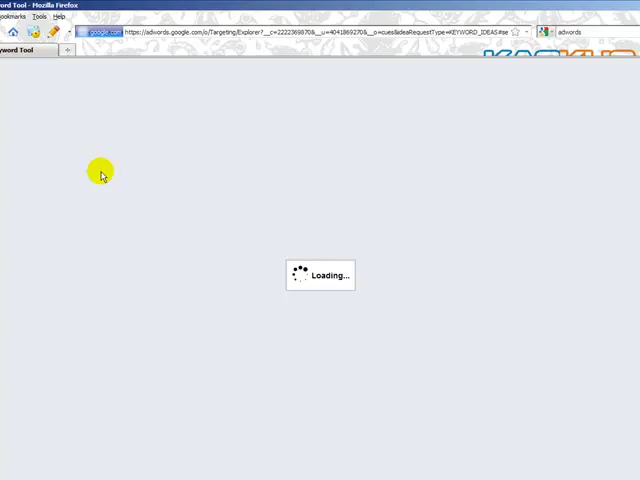 ord Tool - Mozilla Firefox
ookmarks Tools Help
google.com https://adwords.google.com/o/Targeting/Explorer?__c=2222369870&__u=4041869270&__o=cues&ideaRequestType=KEYWORD_IDEAS#se adwords
yword Tool
Loading...